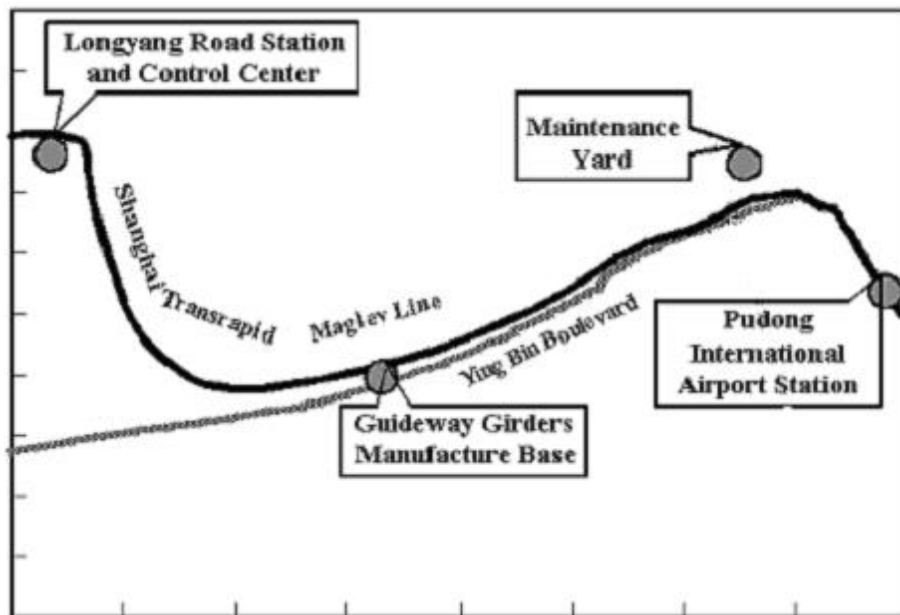 Longyang Road Station
and Control Center
Maintenance
Yard
Shanghai Transrapid Maglev Line
Ying Bin Boulevard
Pudong
International
Airport Station
Guideway Girders
Manufacture Base